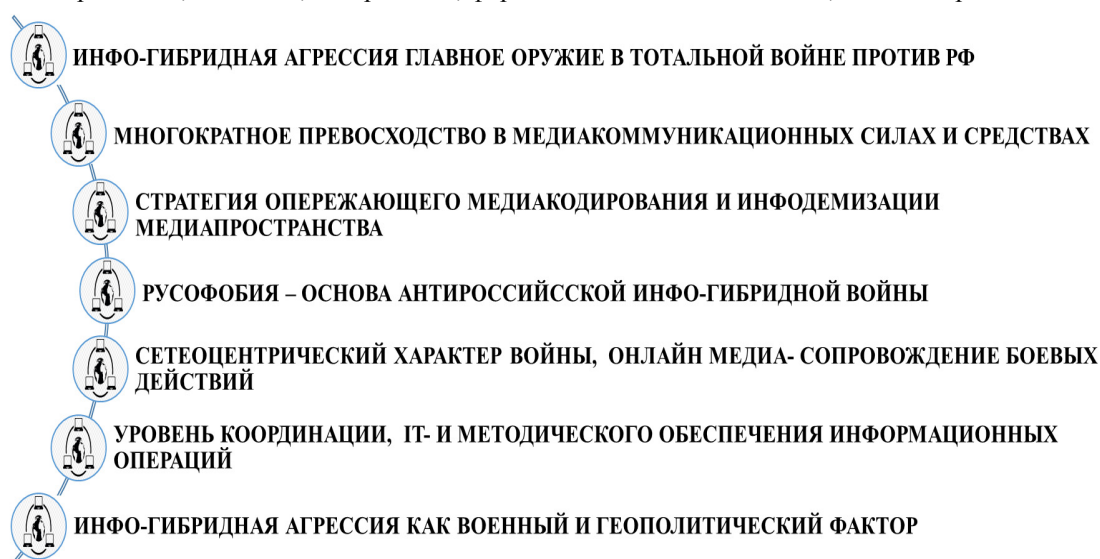 ИНФО-ГИБРИДНАЯ АГРЕССИЯ ГЛАВНОЕ ОРУЖИЕ В ТОТАЛЬНОЙ ВОЙНЕ ПРОТИВ РФ
МНОГОКРАТНОЕ ПРЕВОСХОДСТВО В МЕДИАКОММУНИКАЦИОННЫХ СИЛАХ И СРЕДСТВАХ
СТРАТЕГИЯ ОПЕРЕЖАЮЩЕГО МЕДИАКОДИРОВАНИЯ И ИНФОДЕМИЗАЦИИ
МЕДИАПРОСТРАНСТВА
РУСОФОБИЯ – ОСНОВА АНТИРОССИЙССКОЙ ИНФО-ГИБРИДНОЙ ВОЙНЫ
СЕТЕОЦЕНТРИЧЕСКИЙ ХАРАКТЕР ВОЙНЫ, ОНЛАЙН МЕДИА- СОПРОВОЖДЕНИЕ БОЕВЫХ
ДЕЙСТВИЙ
УРОВЕНЬ КООРДИНАЦИИ, IT- И МЕТОДИЧЕСКОГО ОБЕСПЕЧЕНИЯ ИНФОРМАЦИОННЫХ
ОПЕРАЦИЙ
ИНФО-ГИБРИДНАЯ АГРЕССИЯ КАК ВОЕННЫЙ И ГЕОПОЛИТИЧЕСКИЙ ФАКТОР